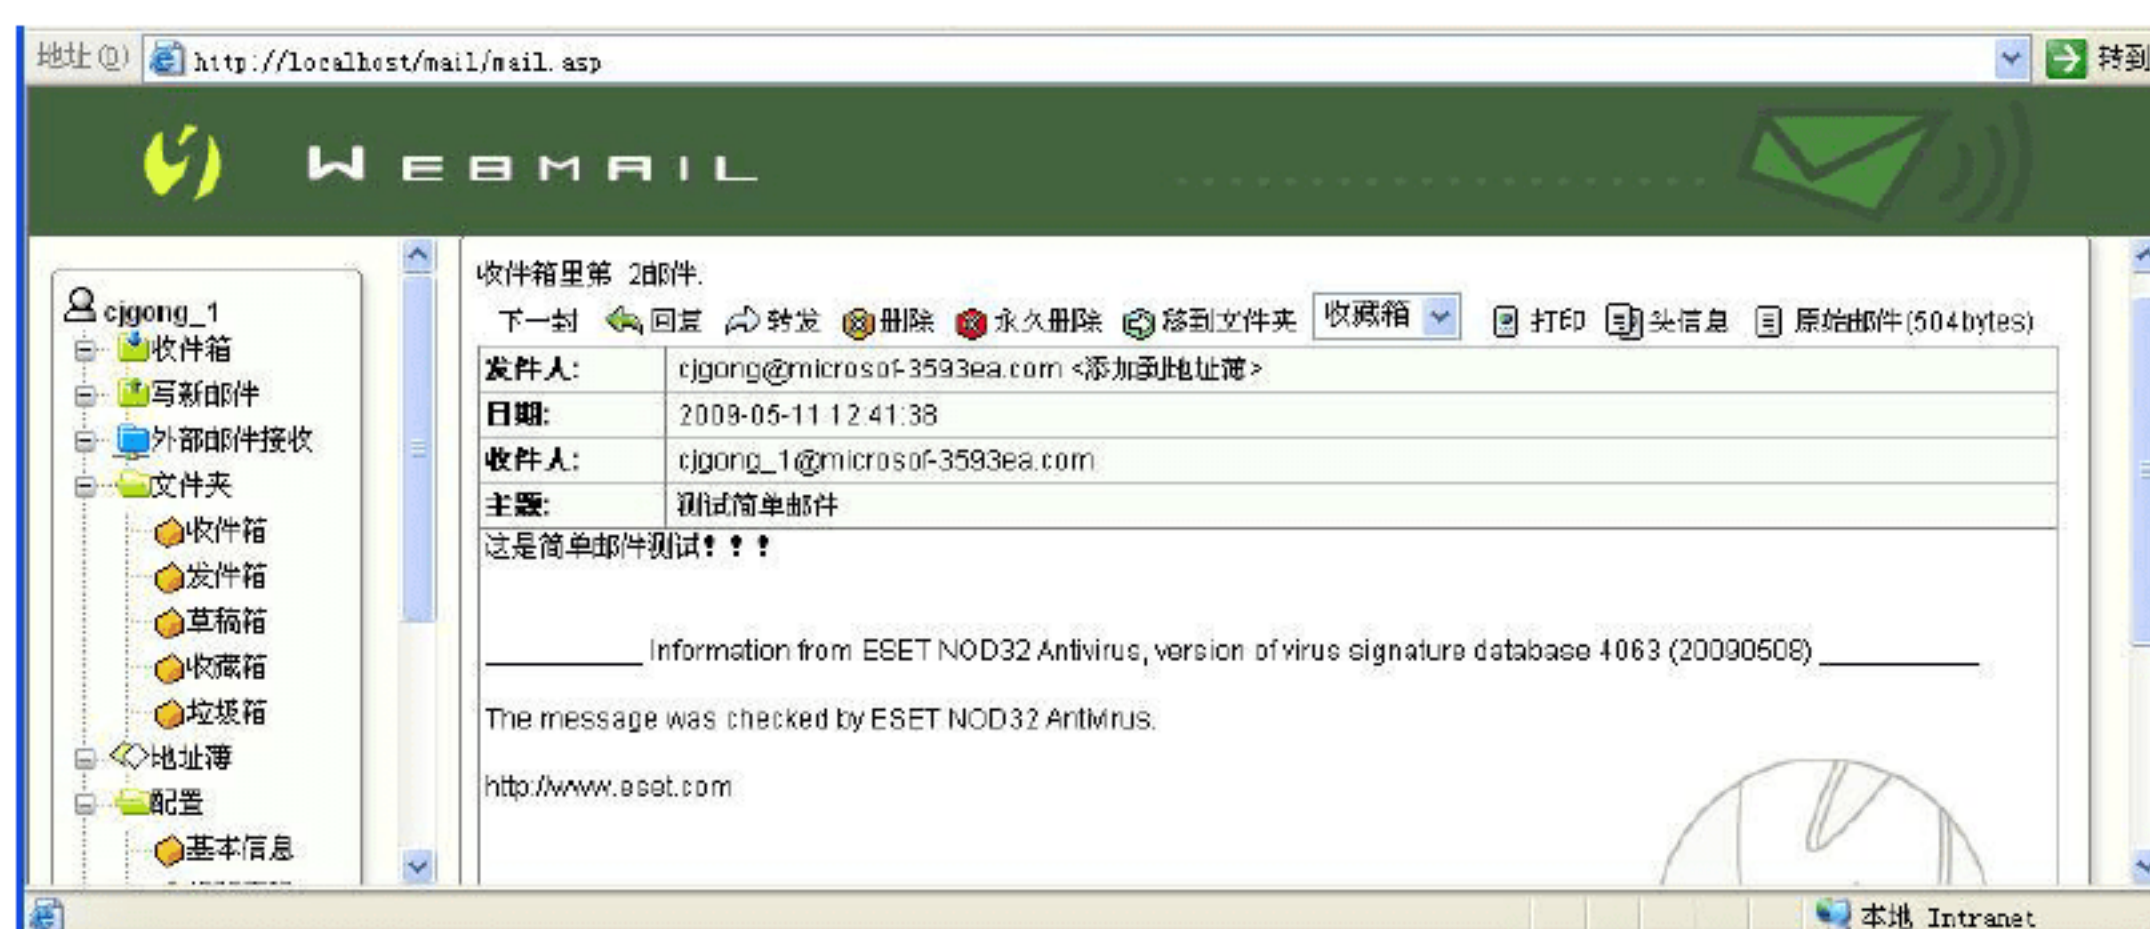 地址(D) http://localhost/mail/mail.asp 转到
WEBMAIL
cjgong_1
收件箱
写新邮件
外部邮件接收
文件夹
收件箱
发件箱
草稿箱
收藏箱
垃圾箱
地址薄
配置
基本信息
收件箱里第 2邮件.
下一封 回复 转发 删除 永久删除 移到文件夹 收藏箱 打印 头信息 原始邮件(504bytes)
发件人: cjgong@microsof-3593ea.com <添加到地址薄>
日期: 2009-05-11 12:41:38
收件人: cjgong_1@microsof-3593ea.com
主题: 测试简单邮件
这是简单邮件测试！！！
__________ Information from ESET NOD32 Antivirus, version of virus signature database 4063 (20090508) __________
The message was checked by ESET NOD32 Antivirus.
http://www.eset.com
本地 Intranet